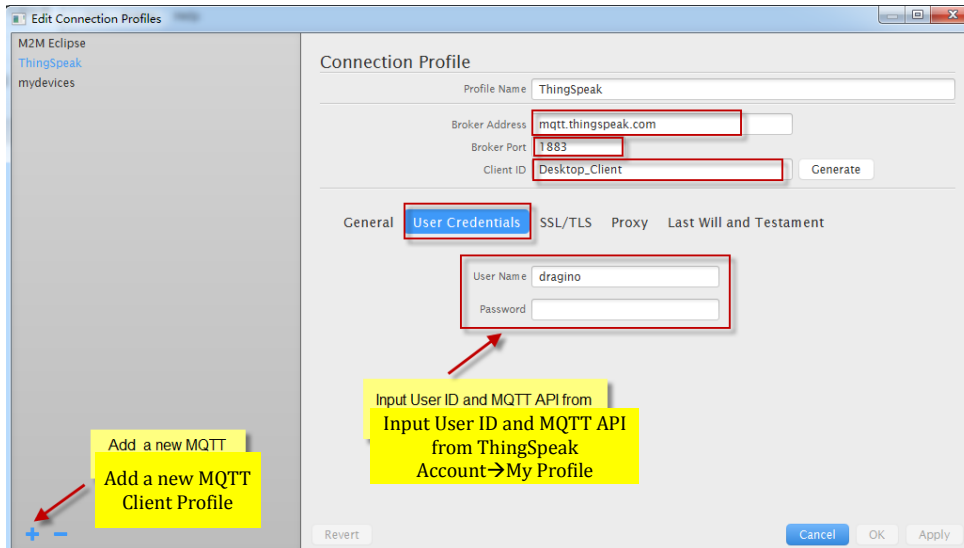 Edit Connection Profiles
M2M Eclipse
ThingSpeak
mydevices
Connection Profile
Profile Name ThingSpeak
Broker Address mqtt.thingspeak.com
Broker Port 1883
Client ID Desktop_Client Generate
General User Credentials SSL/TLS Proxy Last Will and Testament
User Name dragino
Password
Input User ID and MQTT API from
Input User ID and MQTT API
from ThingSpeak
Account→My Profile
Add a new MQTT
Add a new MQTT
Client Profile
Revert Cancel OK Apply